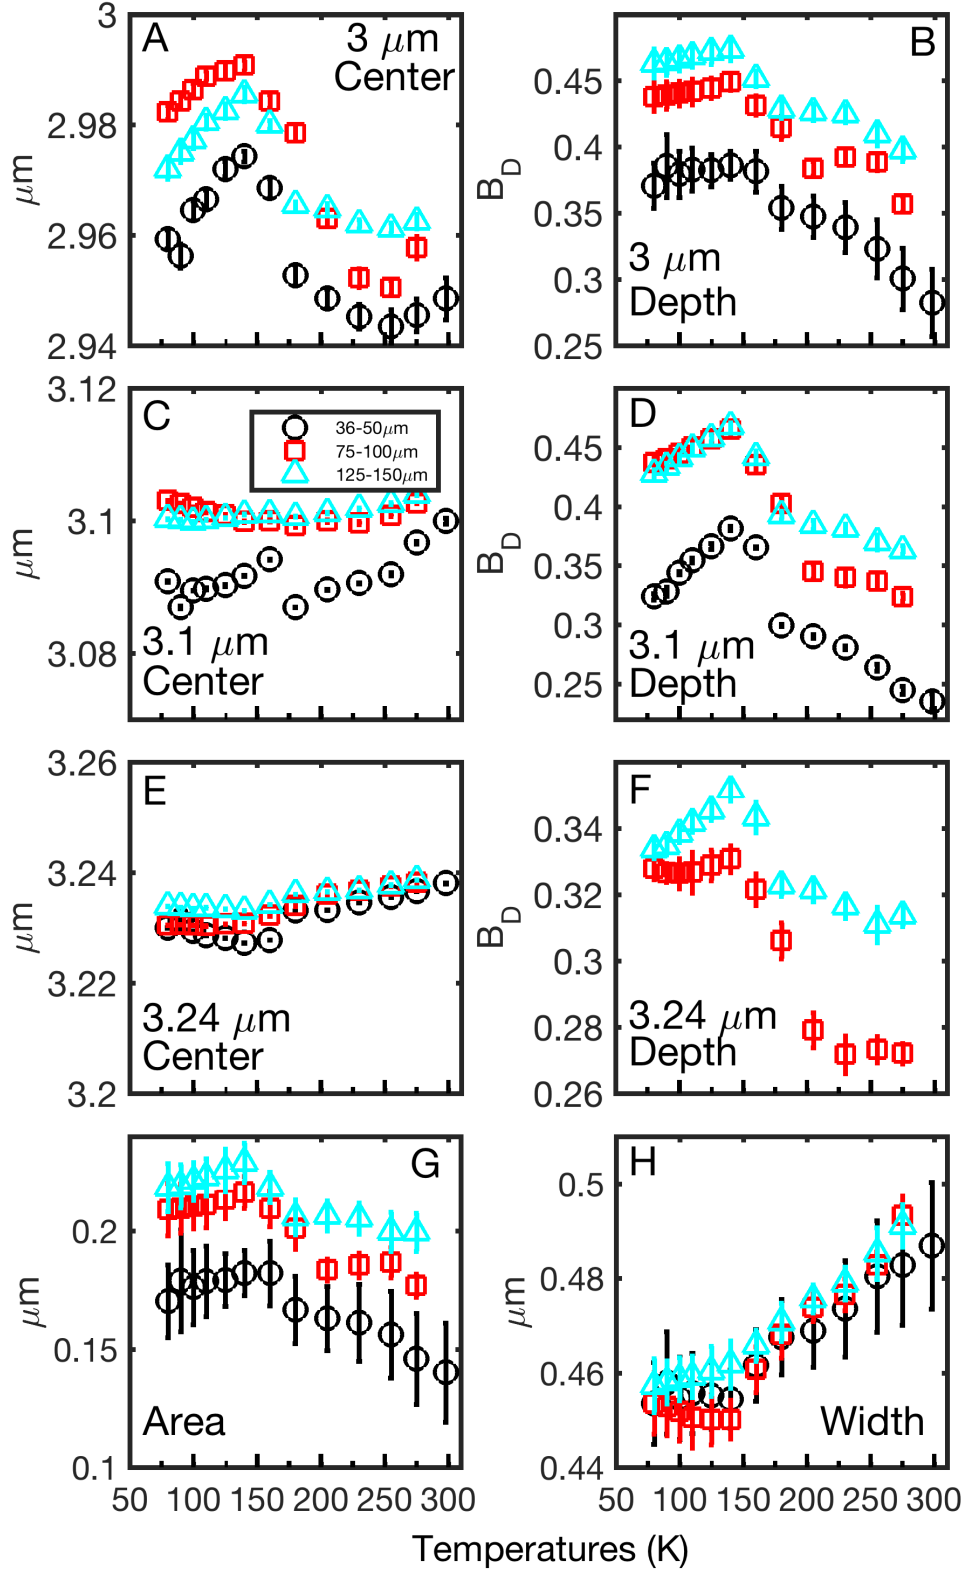 3
2.98
2.96
2.94
μm
A
3 μm
Center
0.45
0.4
0.35
0.3
0.25
B_D
B
3 μm
Depth
3.12
3.1
3.08
μm
C
36-50μm
75-100μm
125-150μm
3.1 μm
Center
0.45
0.4
0.35
0.3
0.25
B_D
D
3.1 μm
Depth
3.26
3.24
3.22
3.2
μm
E
3.24 μm
Center
0.34
0.32
0.3
0.28
0.26
B_D
F
3.24 μm
Depth
0.2
0.15
0.1
μm
G
Area
50 100 150 200 250 300
0.5
0.48
0.46
0.44
μm
H
Width
50 100 150 200 250 300
Temperatures (K)